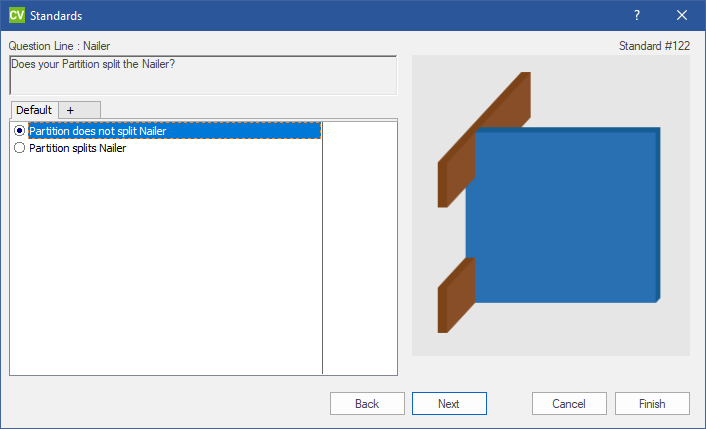 CV Standards ?
Question Line : Nailer Standard #122
Does your Partition split the Nailer?
Default +
Partition does not split Nailer
Partition splits Nailer
Back Next Cancel Finish